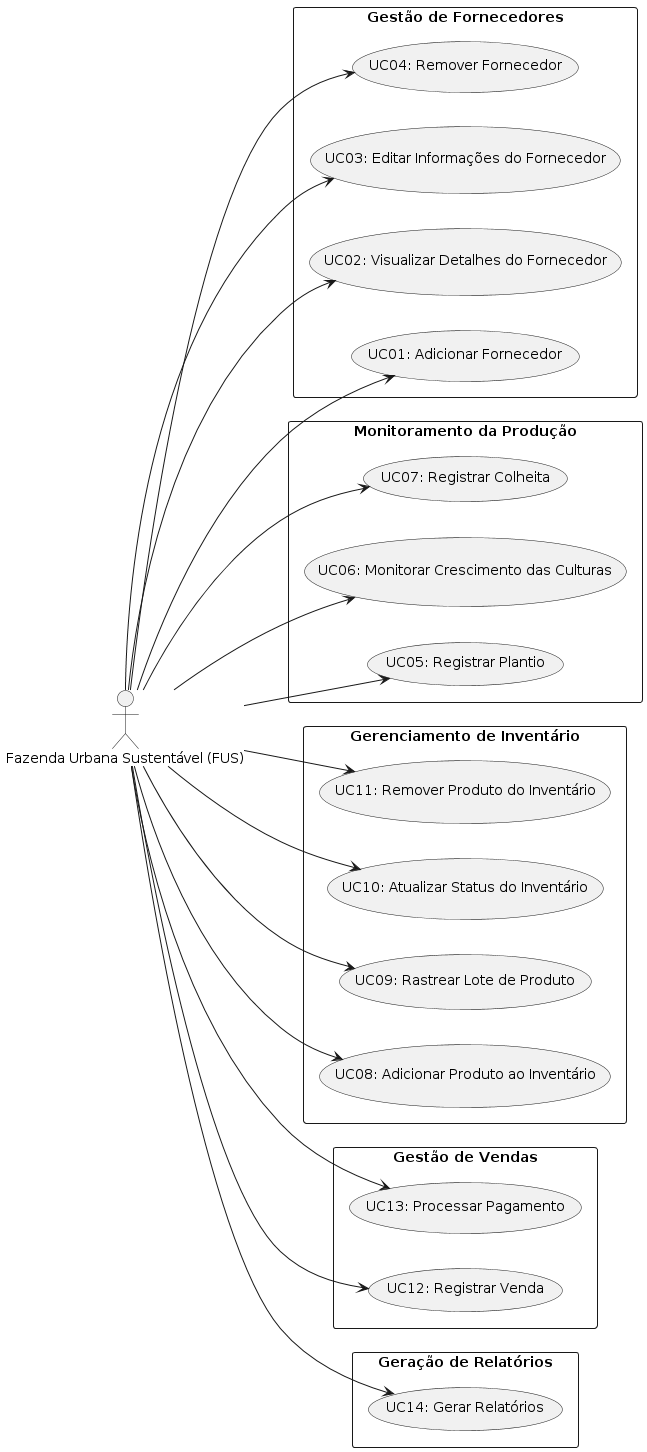 Gestão de Fornecedores
UC04: Remover Fornecedor
UC03: Editar Informações do Fornecedor
UC02: Visualizar Detalhes do Fornecedor
UC01: Adicionar Fornecedor
Monitoramento da Produção
UC07: Registrar Colheita
UC06: Monitorar Crescimento das Culturas
UC05: Registrar Plantio
Fazenda Urbana Sustentável (FUS)
Gerenciamento de Inventário
UC11: Remover Produto do Inventário
UC10: Atualizar Status do Inventário
UC09: Rastrear Lote de Produto
UC08: Adicionar Produto ao Inventário
Gestão de Vendas
UC13: Processar Pagamento
UC12: Registrar Venda
Geração de Relatórios
UC14: Gerar Relatórios